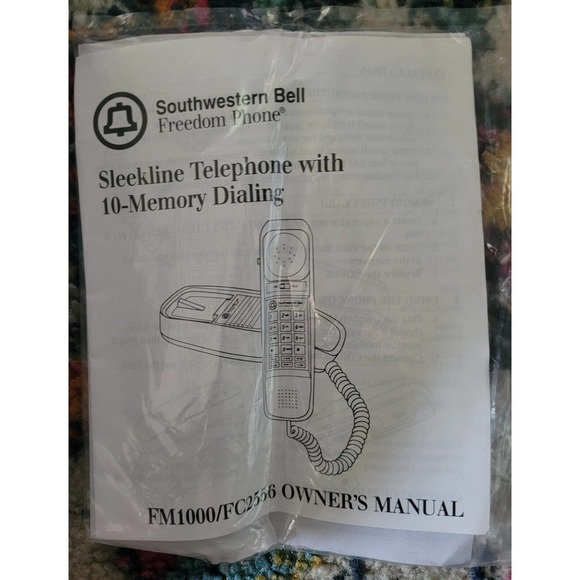 Southwestern Bell
Freedom Phone®
Sleekline Telephone with
10-Memory Dialing
FM1000/FC2556 OWNER'S MANUAL